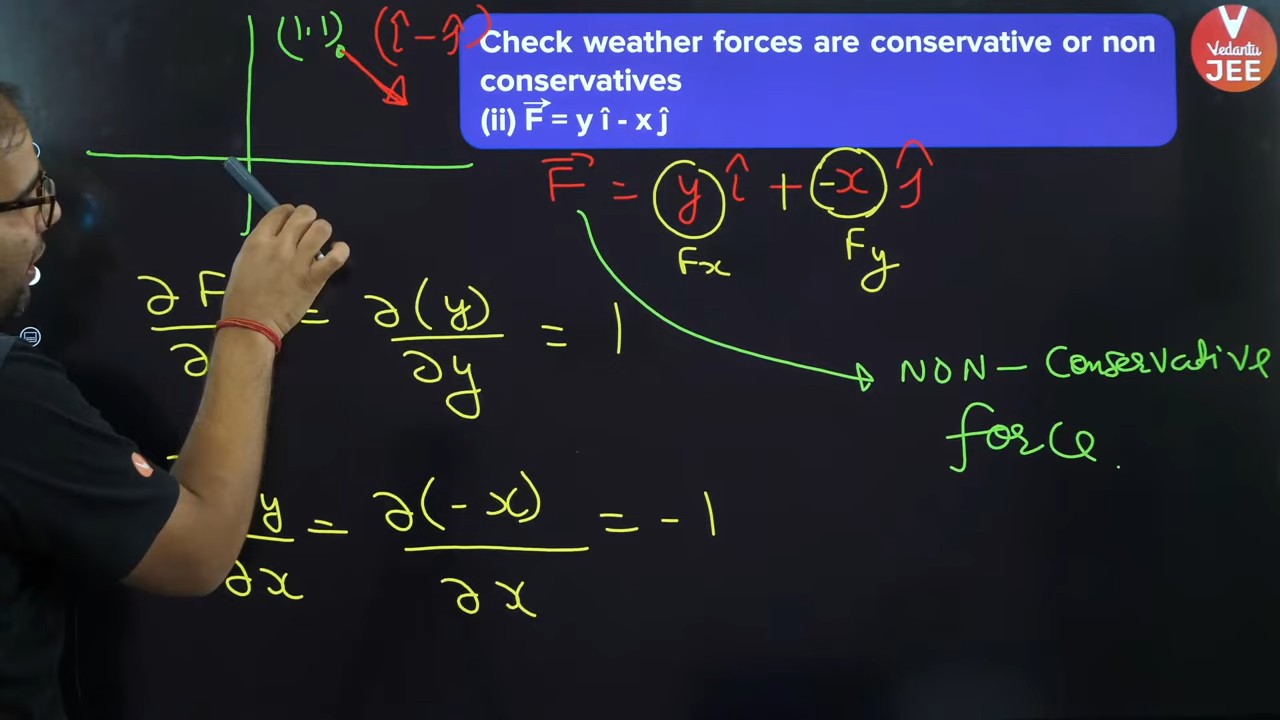 (1,1) (î - ĵ)
Check weather forces are conservative or non
conservatives
(ii) F⃗ = y î - x ĵ
Vedantu
JEE
F⃗ = y î + -x ĵ
Fx Fy
∂F = ∂(y)/∂y = 1
NON - Conservative
force.
y/∂x = ∂(-x)/∂x = -1